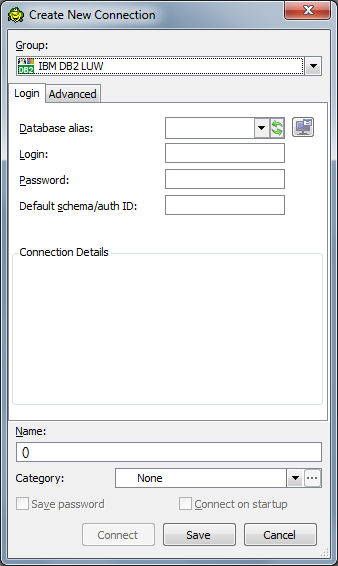 Create New Connection
Group:
DB2 IBM DB2 LUW
Login Advanced
Database alias:
Login:
Password:
Default schema/auth ID:
Connection Details
Name:
()
Category: None ...
Save password Connect on startup
Connect Save Cancel